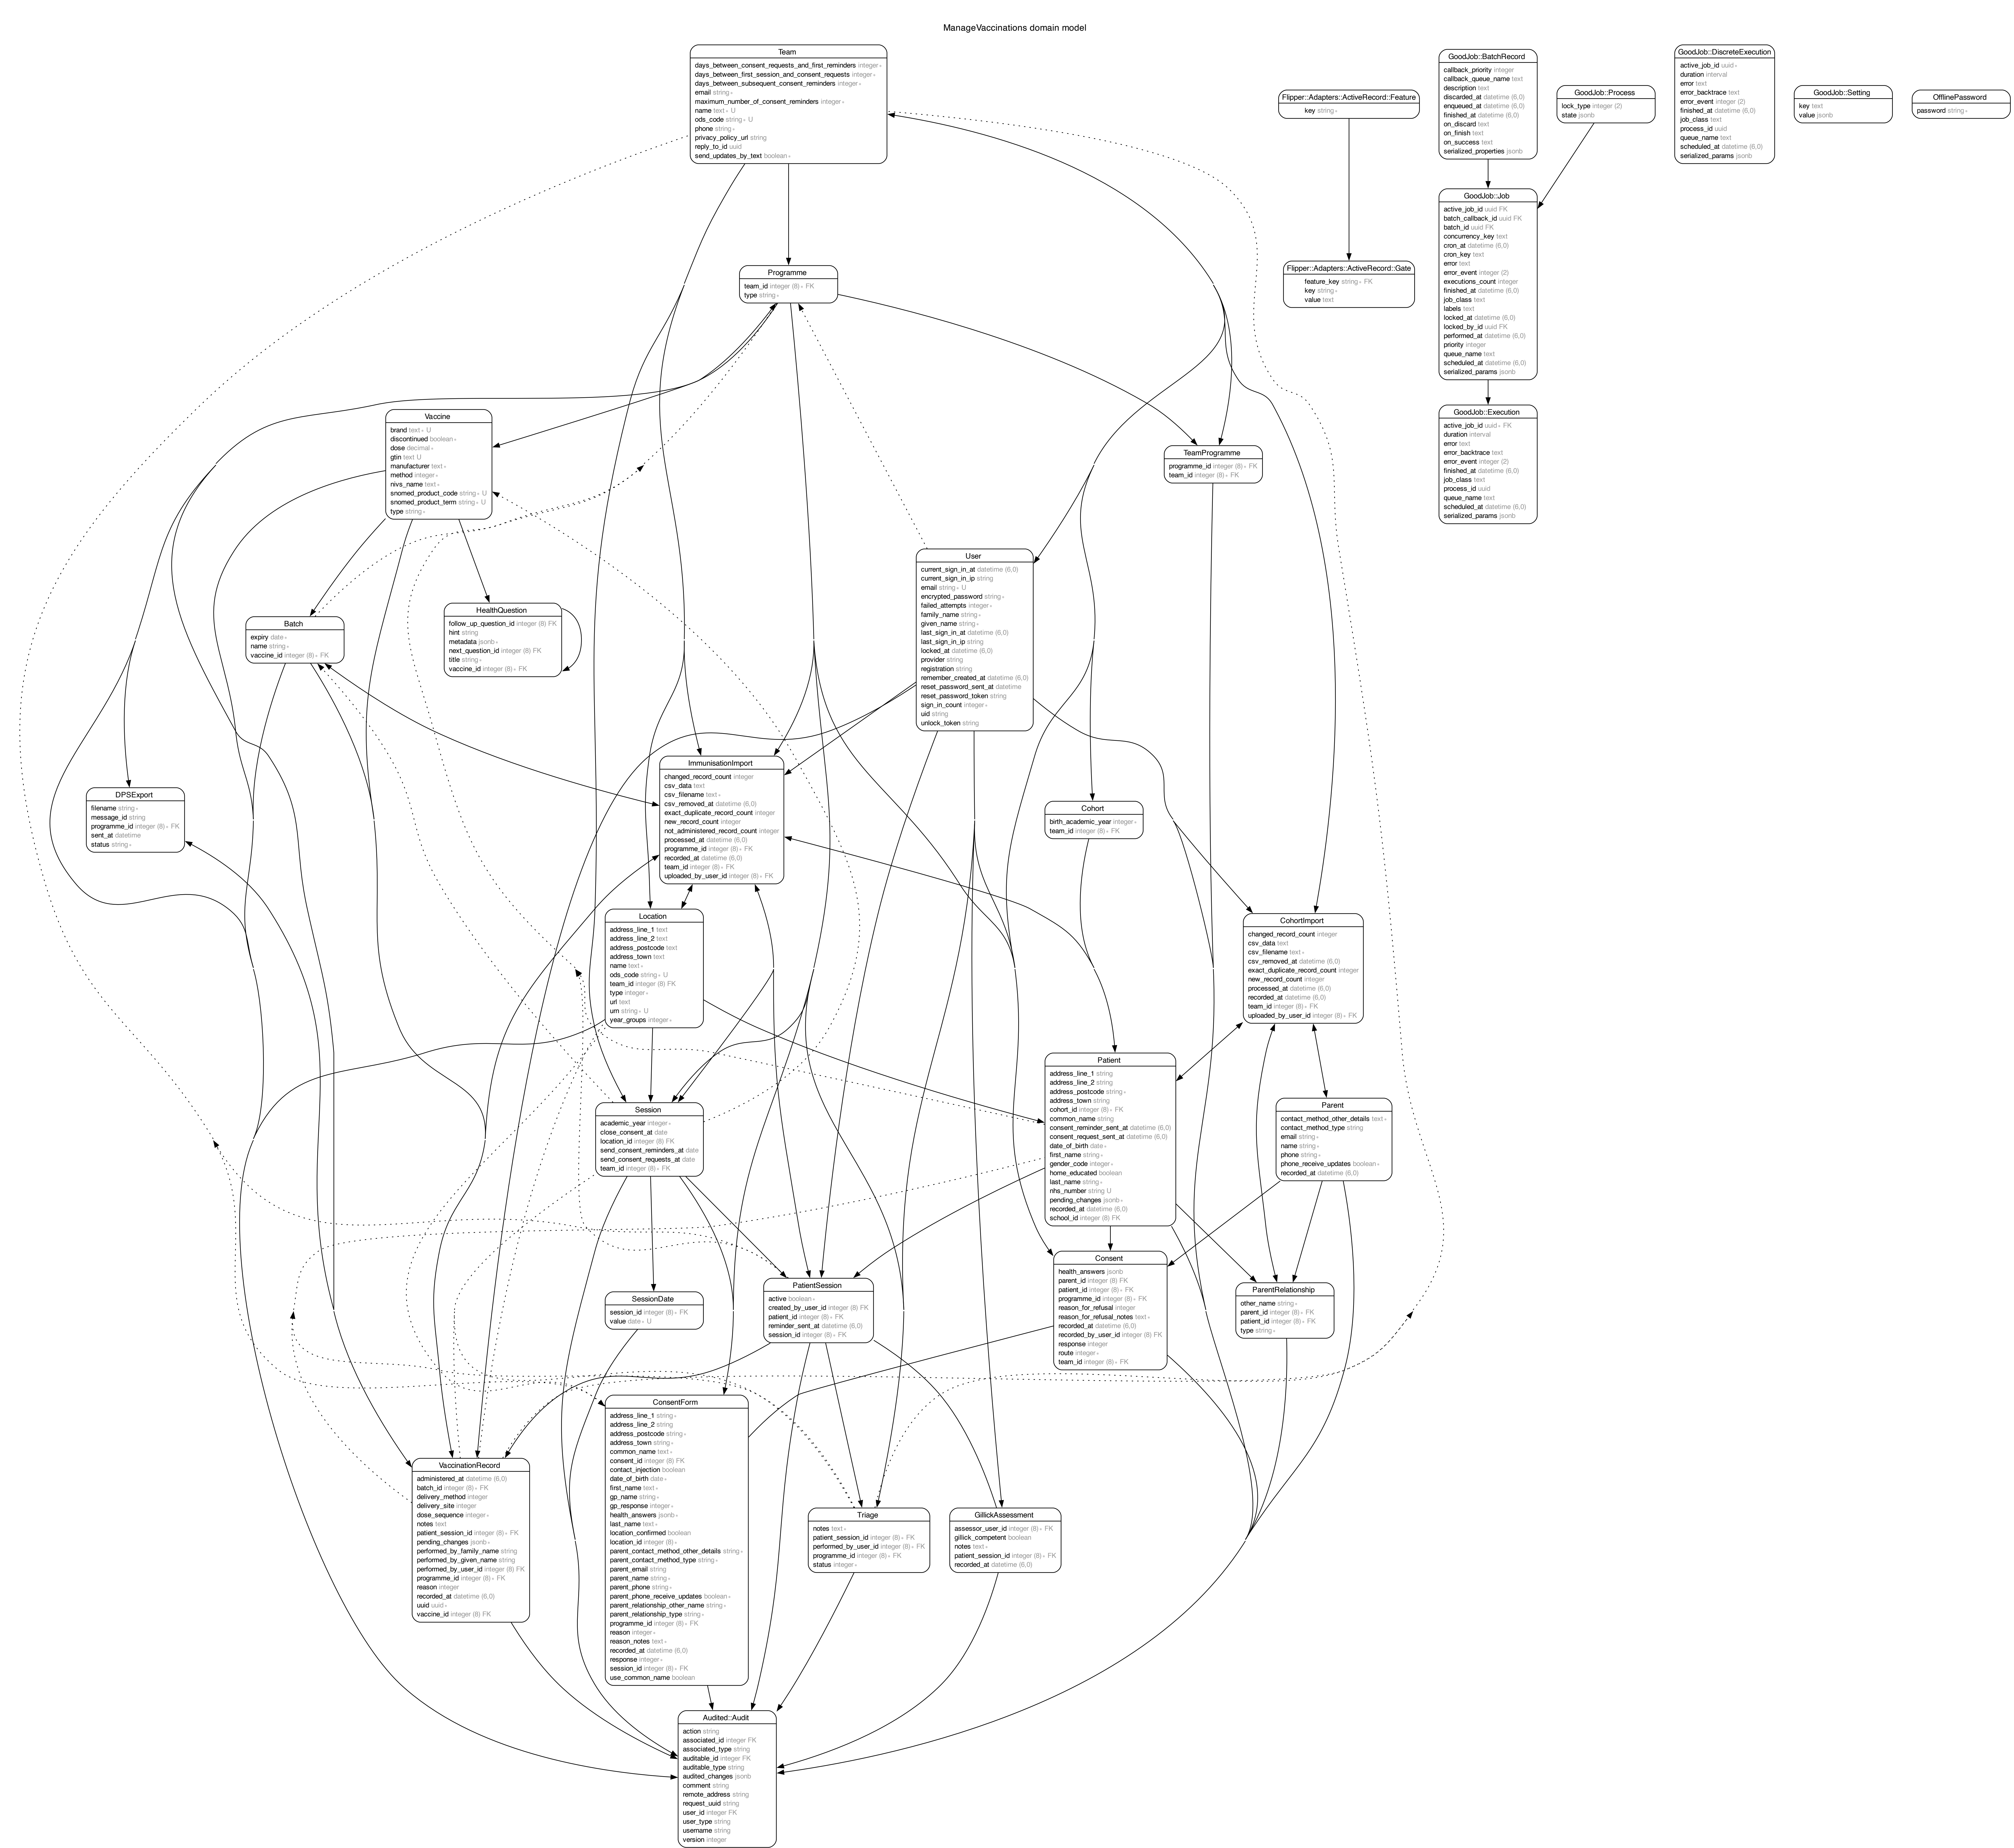 ManageVaccinations domain model
Team
days_between_consent_requests_and_first_reminders integer ∗
days_between_first_session_and_consent_requests integer ∗
days_between_subsequent_consent_reminders integer ∗
email string ∗
maximum_number_of_consent_reminders integer ∗
name text ∗ U
ods_code string ∗ U
phone string ∗
privacy_policy_url string
reply_to_id uuid
send_updates_by_text boolean ∗
Flipper::Adapters::ActiveRecord::Feature
key string ∗
GoodJob::BatchRecord
callback_priority integer
callback_queue_name text
description text
discarded_at datetime (6,0)
enqueued_at datetime (6,0)
finished_at datetime (6,0)
on_discard text
on_finish text
on_success text
serialized_properties jsonb
GoodJob::Process
lock_type integer (2)
state jsonb
GoodJob::DiscreteExecution
active_job_id uuid ∗
duration interval
error text
error_backtrace text
error_event integer (2)
finished_at datetime (6,0)
job_class text
process_id uuid
queue_name text
scheduled_at datetime (6,0)
serialized_params jsonb
GoodJob::Setting
key text
value jsonb
OfflinePassword
password string ∗
GoodJob::Job
active_job_id uuid FK
batch_callback_id uuid FK
batch_id uuid FK
concurrency_key text
cron_at datetime (6,0)
cron_key text
error text
error_event integer (2)
executions_count integer
finished_at datetime (6,0)
job_class text
labels text
locked_at datetime (6,0)
locked_by_id uuid FK
performed_at datetime (6,0)
priority integer
queue_name text
scheduled_at datetime (6,0)
serialized_params jsonb
Programme
team_id integer (8) ∗ FK
type string ∗
Flipper::Adapters::ActiveRecord::Gate
feature_key string ∗ FK
key string ∗
value text
GoodJob::Execution
active_job_id uuid ∗ FK
duration interval
error text
error_backtrace text
error_event integer (2)
finished_at datetime (6,0)
job_class text
process_id uuid
queue_name text
scheduled_at datetime (6,0)
serialized_params jsonb
Vaccine
brand text ∗ U
discontinued boolean ∗
dose decimal ∗
gtin text U
manufacturer text ∗
method integer ∗
nivs_name text ∗
snomed_product_code string ∗ U
snomed_product_term string ∗ U
type string ∗
TeamProgramme
programme_id integer (8) ∗ FK
team_id integer (8) ∗ FK
User
current_sign_in_at datetime (6,0)
current_sign_in_ip string
email string ∗ U
encrypted_password string ∗
failed_attempts integer ∗
family_name string ∗
given_name string ∗
last_sign_in_at datetime (6,0)
last_sign_in_ip string
locked_at datetime (6,0)
provider string
registration string
remember_created_at datetime (6,0)
reset_password_sent_at datetime
reset_password_token string
sign_in_count integer ∗
uid string
unlock_token string
Batch
expiry date ∗
name string ∗
vaccine_id integer (8) ∗ FK
HealthQuestion
follow_up_question_id integer (8) FK
hint string
metadata jsonb ∗
next_question_id integer (8) FK
title string ∗
vaccine_id integer (8) ∗ FK
ImmunisationImport
changed_record_count integer
csv_data text
csv_filename text ∗
csv_removed_at datetime (6,0)
exact_duplicate_record_count integer
new_record_count integer
not_administered_record_count integer
processed_at datetime (6,0)
programme_id integer (8) ∗ FK
recorded_at datetime (6,0)
team_id integer (8) ∗ FK
uploaded_by_user_id integer (8) ∗ FK
DPSExport
filename string ∗
message_id string
programme_id integer (8) ∗ FK
sent_at datetime
status string ∗
Cohort
birth_academic_year integer ∗
team_id integer (8) ∗ FK
Location
address_line_1 text
address_line_2 text
address_postcode text
address_town text
name text ∗
ods_code string ∗ U
team_id integer (8) FK
type integer ∗
url text
urn string ∗ U
year_groups integer ∗
CohortImport
changed_record_count integer
csv_data text
csv_filename text ∗
csv_removed_at datetime (6,0)
exact_duplicate_record_count integer
new_record_count integer
processed_at datetime (6,0)
recorded_at datetime (6,0)
team_id integer (8) ∗ FK
uploaded_by_user_id integer (8) ∗ FK
Patient
address_line_1 string
address_line_2 string
address_postcode string ∗
address_town string
cohort_id integer (8) ∗ FK
common_name string
consent_reminder_sent_at datetime (6,0)
consent_request_sent_at datetime (6,0)
date_of_birth date ∗
first_name string ∗
gender_code integer ∗
home_educated boolean
last_name string ∗
nhs_number string U
pending_changes jsonb ∗
recorded_at datetime (6,0)
school_id integer (8) FK
Session
academic_year integer ∗
close_consent_at date
location_id integer (8) FK
send_consent_reminders_at date
send_consent_requests_at date
team_id integer (8) ∗ FK
Parent
contact_method_other_details text ∗
contact_method_type string
email string ∗
name string ∗
phone string ∗
phone_receive_updates boolean ∗
recorded_at datetime (6,0)
Consent
health_answers jsonb
parent_id integer (8) FK
patient_id integer (8) ∗ FK
programme_id integer (8) ∗ FK
reason_for_refusal integer
reason_for_refusal_notes text ∗
recorded_at datetime (6,0)
recorded_by_user_id integer (8) FK
response integer
route integer ∗
team_id integer (8) ∗ FK
SessionDate
session_id integer (8) ∗ FK
value date ∗ U
PatientSession
active boolean ∗
created_by_user_id integer (8) FK
patient_id integer (8) ∗ FK
reminder_sent_at datetime (6,0)
session_id integer (8) ∗ FK
ParentRelationship
other_name string ∗
parent_id integer (8) ∗ FK
patient_id integer (8) ∗ FK
type string ∗
ConsentForm
address_line_1 string ∗
address_line_2 string
address_postcode string ∗
address_town string ∗
common_name text ∗
consent_id integer (8) FK
contact_injection boolean
date_of_birth date ∗
first_name text ∗
gp_name string ∗
gp_response integer ∗
health_answers jsonb ∗
last_name text ∗
location_confirmed boolean
location_id integer (8) ∗
parent_contact_method_other_details string ∗
parent_contact_method_type string ∗
parent_email string
parent_name string ∗
parent_phone string ∗
parent_phone_receive_updates boolean ∗
parent_relationship_other_name string ∗
parent_relationship_type string ∗
programme_id integer (8) ∗ FK
reason integer ∗
reason_notes text ∗
recorded_at datetime (6,0)
response integer ∗
session_id integer (8) ∗ FK
use_common_name boolean
VaccinationRecord
administered_at datetime (6,0)
batch_id integer (8) ∗ FK
delivery_method integer
delivery_site integer
dose_sequence integer ∗
notes text
patient_session_id integer (8) ∗ FK
pending_changes jsonb ∗
performed_by_family_name string
performed_by_given_name string
performed_by_user_id integer (8) FK
programme_id integer (8) ∗ FK
reason integer
recorded_at datetime (6,0)
uuid uuid ∗
vaccine_id integer (8) FK
Triage
notes text ∗
patient_session_id integer (8) ∗ FK
performed_by_user_id integer (8) ∗ FK
programme_id integer (8) ∗ FK
status integer ∗
GillickAssessment
assessor_user_id integer (8) ∗ FK
gillick_competent boolean
notes text ∗
patient_session_id integer (8) ∗ FK
recorded_at datetime (6,0)
Audited::Audit
action string
associated_id integer FK
associated_type string
auditable_id integer FK
auditable_type string
audited_changes jsonb
comment string
remote_address string
request_uuid string
user_id integer FK
user_type string
username string
version integer